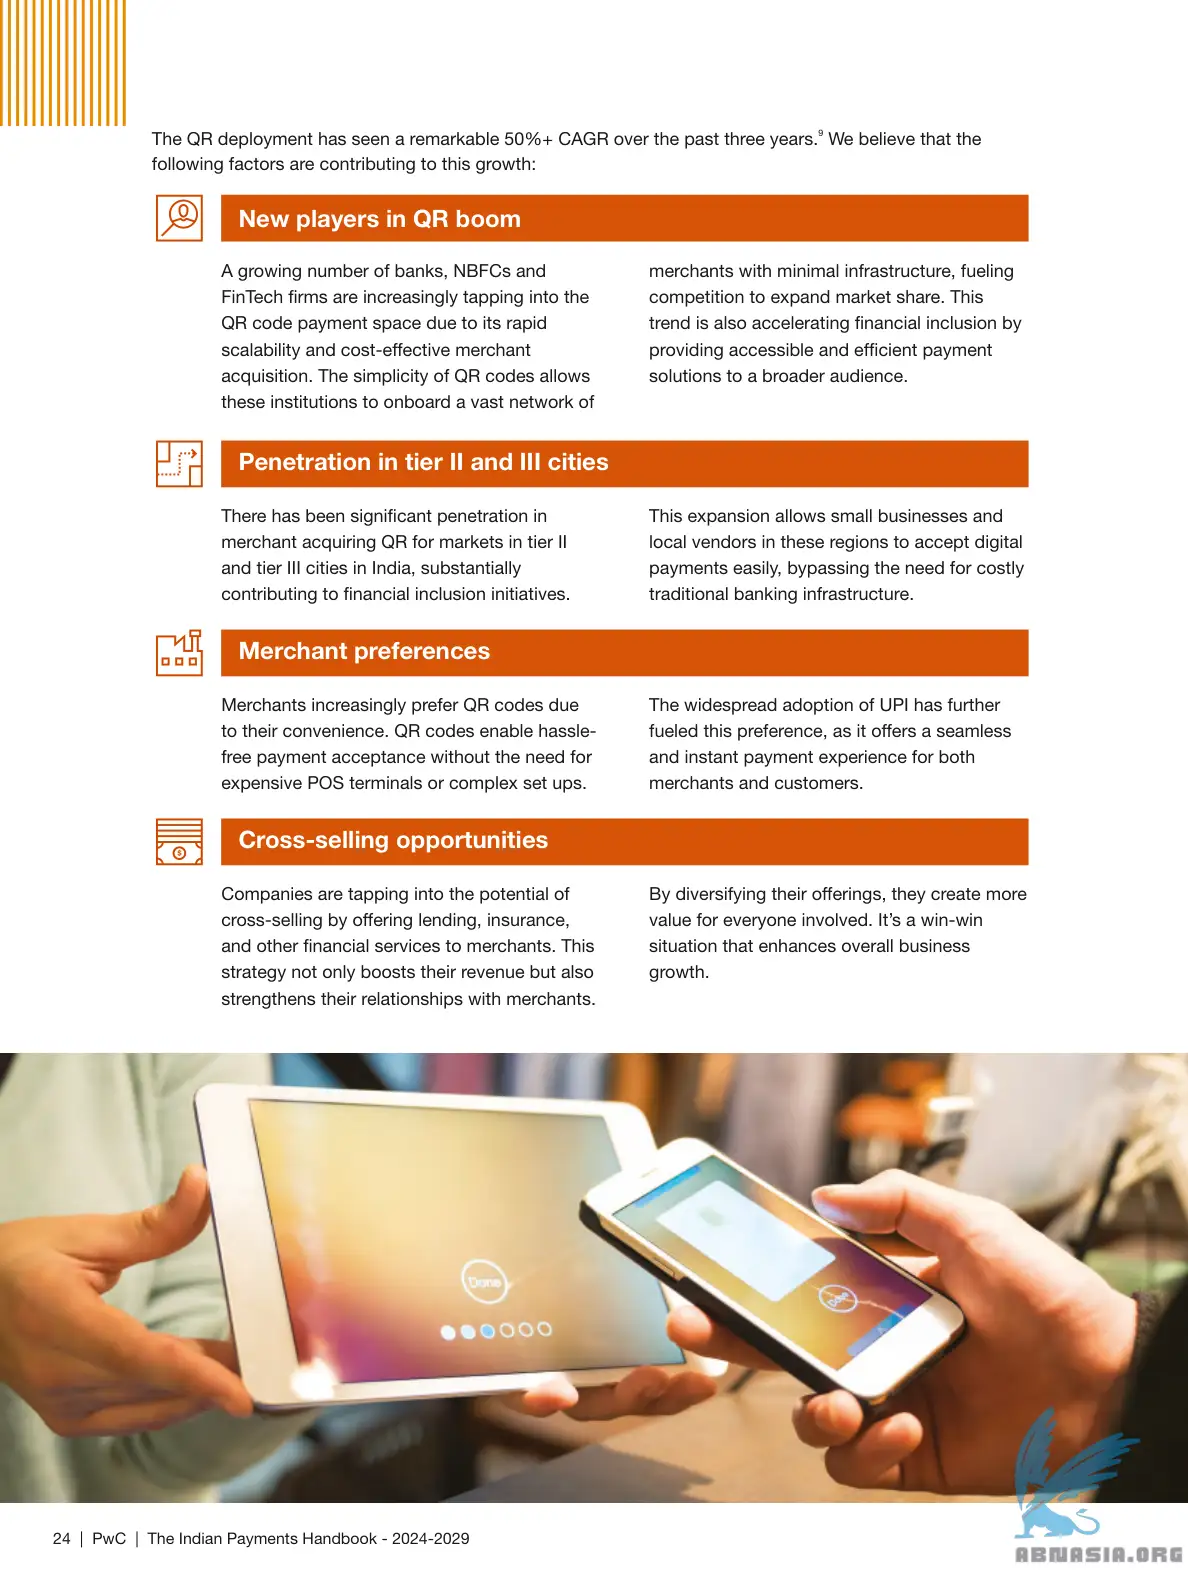 The QR deployment has seen a remarkable 50%+ CAGR over the past three years.⁹ We believe that the
following factors are contributing to this growth:
New players in QR boom
A growing number of banks, NBFCs and
FinTech firms are increasingly tapping into the
QR code payment space due to its rapid
scalability and cost-effective merchant
acquisition. The simplicity of QR codes allows
these institutions to onboard a vast network of
merchants with minimal infrastructure, fueling
competition to expand market share. This
trend is also accelerating financial inclusion by
providing accessible and efficient payment
solutions to a broader audience.
Penetration in tier II and III cities
There has been significant penetration in
merchant acquiring QR for markets in tier II
and tier III cities in India, substantially
contributing to financial inclusion initiatives.
This expansion allows small businesses and
local vendors in these regions to accept digital
payments easily, bypassing the need for costly
traditional banking infrastructure.
Merchant preferences
Merchants increasingly prefer QR codes due
to their convenience. QR codes enable hassle-
free payment acceptance without the need for
expensive POS terminals or complex set ups.
The widespread adoption of UPI has further
fueled this preference, as it offers a seamless
and instant payment experience for both
merchants and customers.
$
Cross-selling opportunities
Companies are tapping into the potential of
cross-selling by offering lending, insurance,
and other financial services to merchants. This
strategy not only boosts their revenue but also
strengthens their relationships with merchants.
By diversifying their offerings, they create more
value for everyone involved. It's a win-win
situation that enhances overall business
growth.
Done
24 | PwC | The Indian Payments Handbook - 2024-2029
ABNASIA.ORG